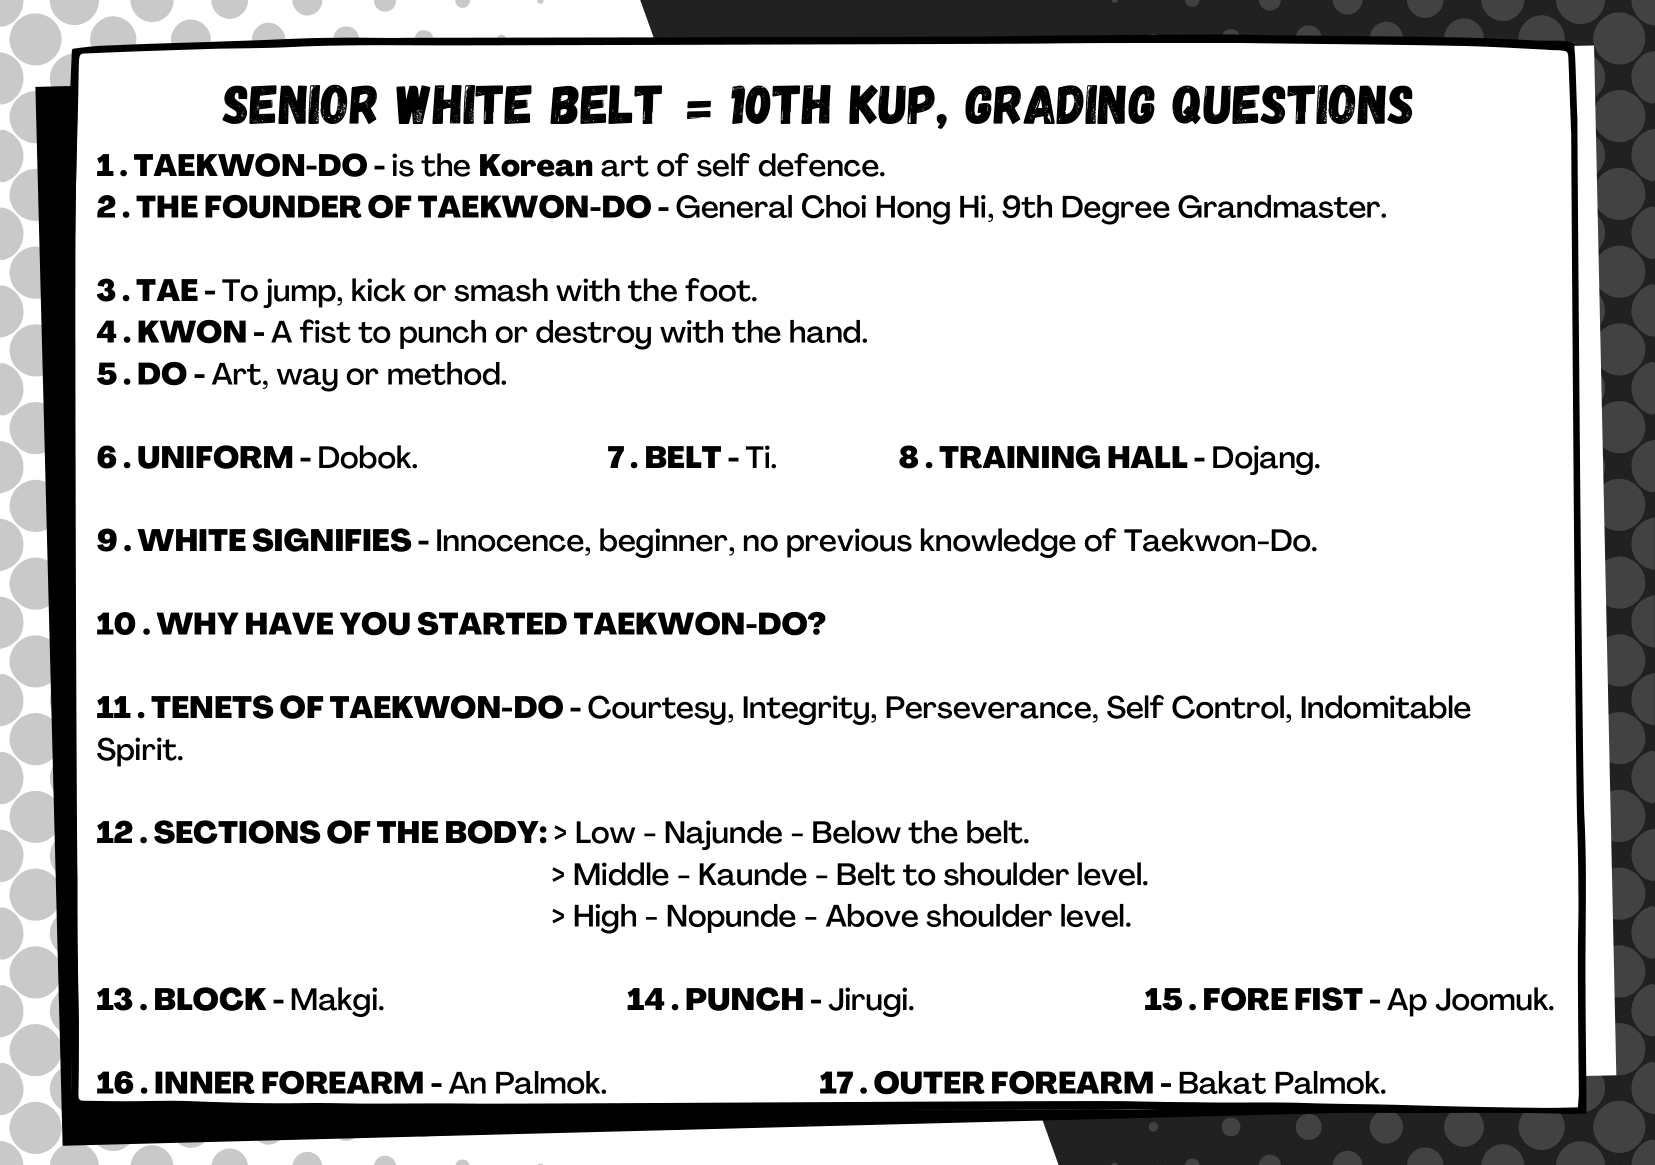 SENIOR WHITE BELT = 10TH KUP, GRADING QUESTIONS
1 . TAEKWON-DO - is the Korean art of self defence.
2 . THE FOUNDER OF TAEKWON-DO - General Choi Hong Hi, 9th Degree Grandmaster.
3 . TAE - To jump, kick or smash with the foot.
4 . KWON - A fist to punch or destroy with the hand.
5 . DO - Art, way or method.
6 . UNIFORM - Dobok. 7 . BELT - Ti. 8 . TRAINING HALL - Dojang.
9 . WHITE SIGNIFIES - Innocence, beginner, no previous knowledge of Taekwon-Do.
10 . WHY HAVE YOU STARTED TAEKWON-DO?
11 . TENETS OF TAEKWON-DO - Courtesy, Integrity, Perseverance, Self Control, Indomitable
Spirit.
12 . SECTIONS OF THE BODY: > Low - Najunde - Below the belt.
> Middle - Kaunde - Belt to shoulder level.
> High - Nopunde - Above shoulder level.
13 . BLOCK - Makgi. 14 . PUNCH - Jirugi. 15 . FORE FIST - Ap Joomuk.
16 . INNER FOREARM - An Palmok. 17 . OUTER FOREARM - Bakat Palmok.